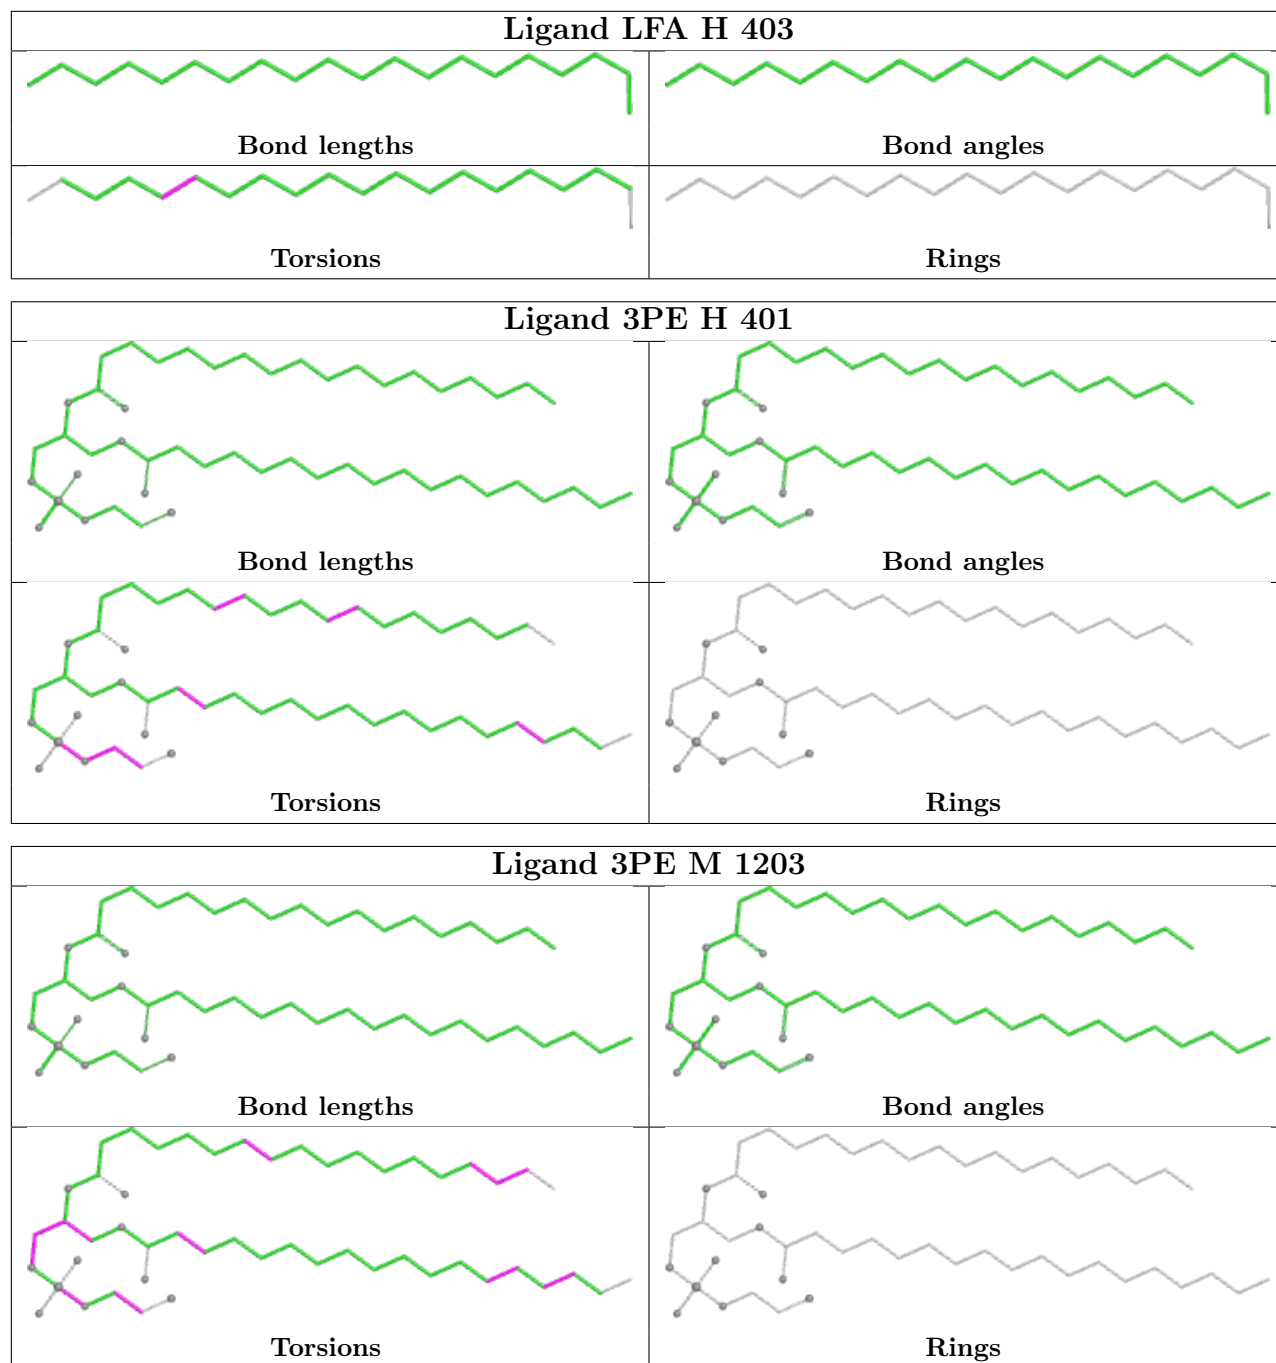 Ligand LFA H 403
Bond lengths Bond angles
Torsions Rings
Ligand 3PE H 401
Bond lengths Bond angles
Torsions Rings
Ligand 3PE M 1203
Bond lengths Bond angles
Torsions Rings